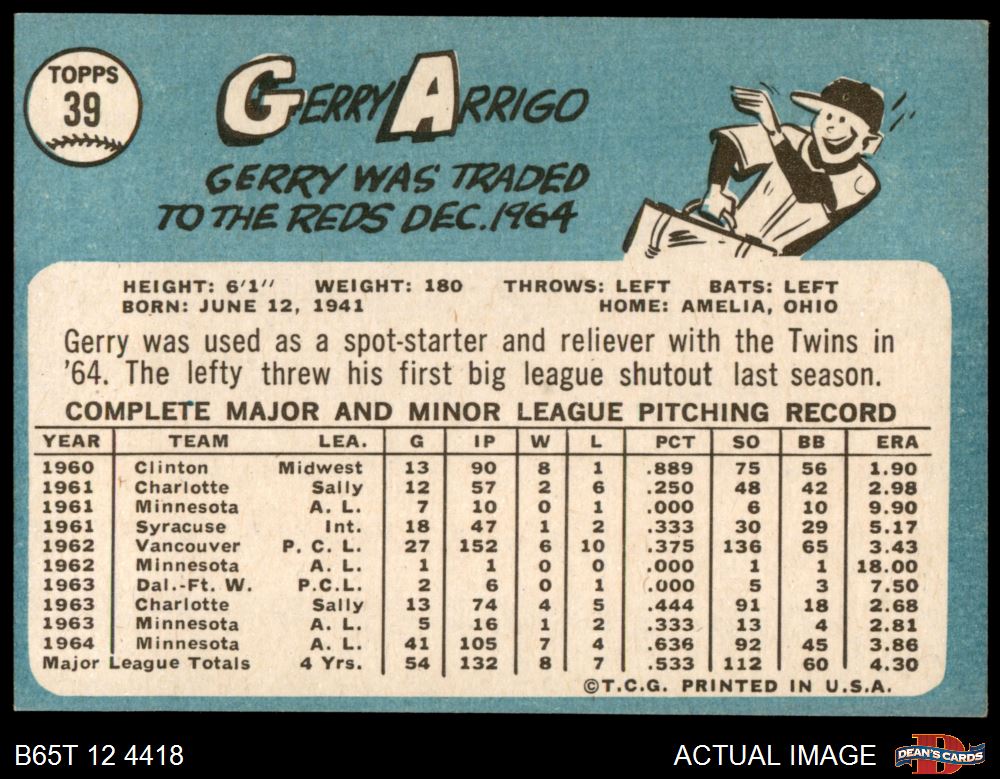 TOPPS
39
GERRY ARRIGO
GERRY WAS TRADED
TO THE REDS DEC. 1964
HEIGHT: 6'1" WEIGHT: 180 THROWS: LEFT BATS: LEFT
BORN: JUNE 12, 1941 HOME: AMELIA, OHIO
Gerry was used as a spot-starter and reliever with the Twins in
'64. The lefty threw his first big league shutout last season.
COMPLETE MAJOR AND MINOR LEAGUE PITCHING RECORD
YEAR TEAM LEA. G IP W L PCT SO BB ERA
1960 Clinton Midwest 13 90 8 1 .889 75 56 1.90
1961 Charlotte Sally 12 57 2 6 .250 48 42 2.98
1961 Minnesota A. L. 7 10 0 1 .000 6 10 9.90
1961 Syracuse Int. 18 47 1 2 .333 30 29 5.17
1962 Vancouver P. C. L. 27 152 6 10 .375 136 65 3.43
1962 Minnesota A. L. 1 1 0 0 .000 1 1 18.00
1963 Dal.-Ft. W. P.C.L. 2 6 0 1 .000 5 3 7.50
1963 Charlotte Sally 13 74 4 5 .444 91 18 2.68
1963 Minnesota A. L. 5 16 1 2 .333 13 4 2.81
1964 Minnesota A. L. 41 105 7 4 .636 92 45 3.86
Major League Totals 4 Yrs. 54 132 8 7 .533 112 60 4.30
©T.C.G. PRINTED IN U.S.A.
B65T 12 4418 ACTUAL IMAGE DEAN'S CARDS